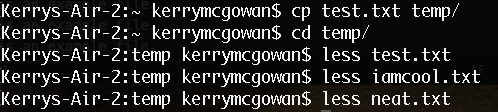 Kerrys-Air-2:~ kerrymcgowan$ cp test.txt temp/
Kerrys-Air-2:~ kerrymcgowan$ cd temp/
Kerrys-Air-2:temp kerrymcgowan$ less test.txt
Kerrys-Air-2:temp kerrymcgowan$ less iamcool.txt
Kerrys-Air-2:temp kerrymcgowan$ less neat.txt